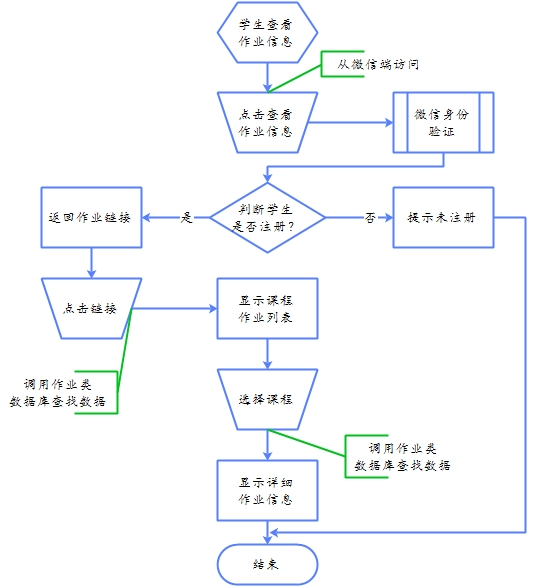 学生查看
作业信息
从微信端访问
点击查看
作业信息
微信身份
验证
判断学生
是否注册？
是
否
返回作业链接
提示未注册
点击链接
显示课程
作业列表
调用作业类
数据库查找数据
选择课程
调用作业类
数据库查找数据
显示详细
作业信息
结束